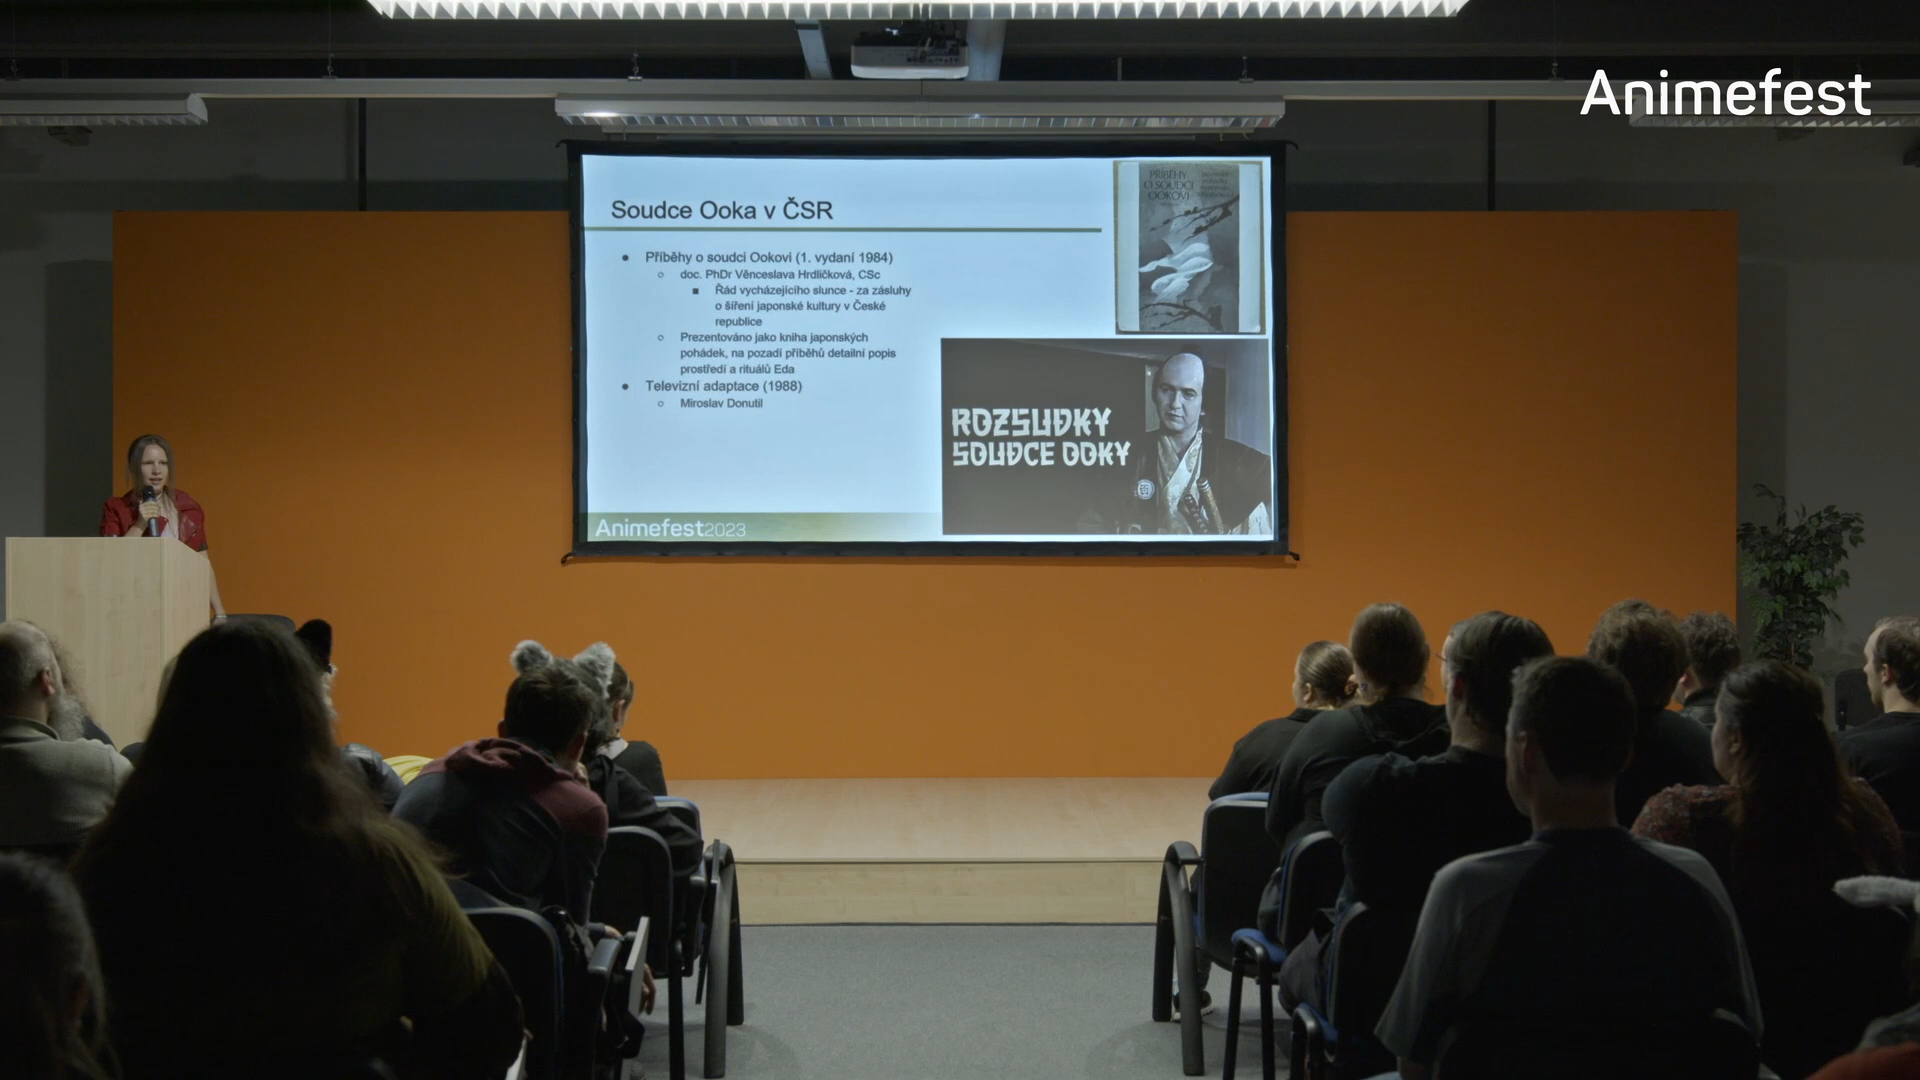 Animefest
Soudce Ooka v ČSR
Příběhy o soudci Ookovi (1. vydaní 1984)
doc. PhDr Věnceslava Hrdličková, CSc
Řád vycházejícího slunce - za zásluhy
o šíření japonské kultury v České
republice
Prezentováno jako kniha japonských
pohádek, na pozadí příběhů detailní popis
prostředí a rituálů Eda
Televizní adaptace (1988)
Miroslav Donutil
PŘÍBĚHY
O SOUDCI
OOKOVI
ROZSUDKY
SOUDCE OOKY
Animefest2023